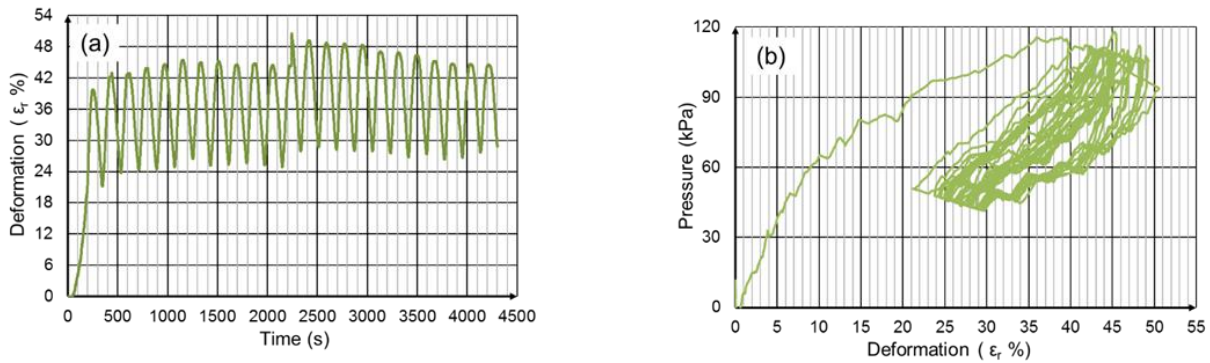 (a)
Deformation ( εᵣ %)
54
48
42
36
30
24
18
12
6
0
0 500 1000 1500 2000 2500 3000 3500 4000 4500
Time (s)
(b)
Pressure (kPa)
120
90
60
30
0
0 5 10 15 20 25 30 35 40 45 50 55
Deformation ( εᵣ %)